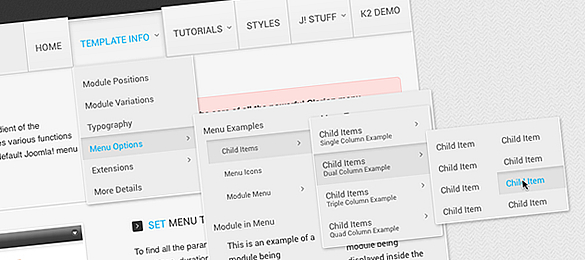 HOME
TEMPLATE INFO
TUTORIALS
STYLES
J! STUFF
K2 DEMO
Module Positions
Module Variations
Typography
Menu Options
Extensions
More Details
Menu Examples
Child Items
Menu Icons
Module Menu
Module in Menu
This is an example of a
module being
Child Items
Single Column Example
Child Items
Dual Column Example
Child Items
Triple Column Example
Child Items
Quad Column Example
Child Item
Child Item
Child Item
Child Item
Child Item
Child Item
Child Item
Child Item
dient of the
s various functions
default Joomla! menu
SET MENU T
To find all the param
displayed inside the